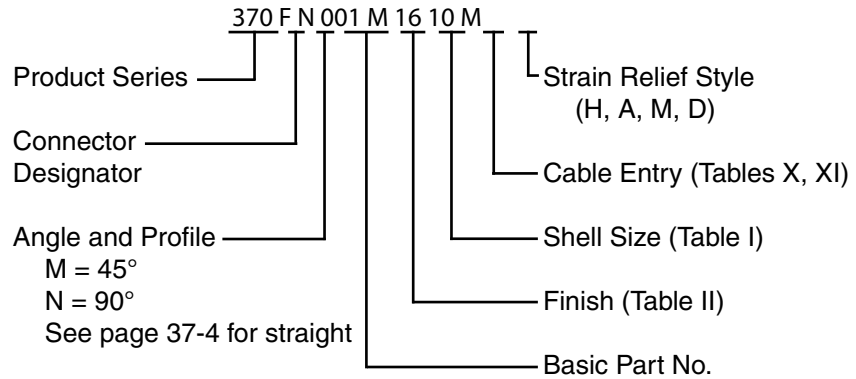 370 F N 001 M 16 10 M
Product Series
Connector
Designator
Angle and Profile
M = 45°
N = 90°
See page 37-4 for straight
Strain Relief Style
(H, A, M, D)
Cable Entry (Tables X, XI)
Shell Size (Table I)
Finish (Table II)
Basic Part No.